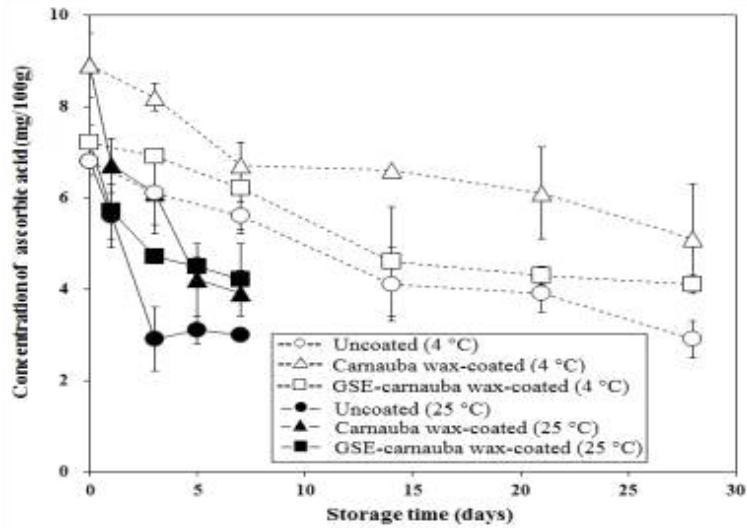 10
8
6
4
2
0
Concentration of ascorbic acid (mg/100g)
Uncoated (4 °C)
Carnauba wax-coated (4 °C)
GSE-carnauba wax-coated (4 °C)
Uncoated (25 °C)
Carnauba wax-coated (25 °C)
GSE-carnauba wax-coated (25 °C)
0 5 10 15 20 25 30
Storage time (days)